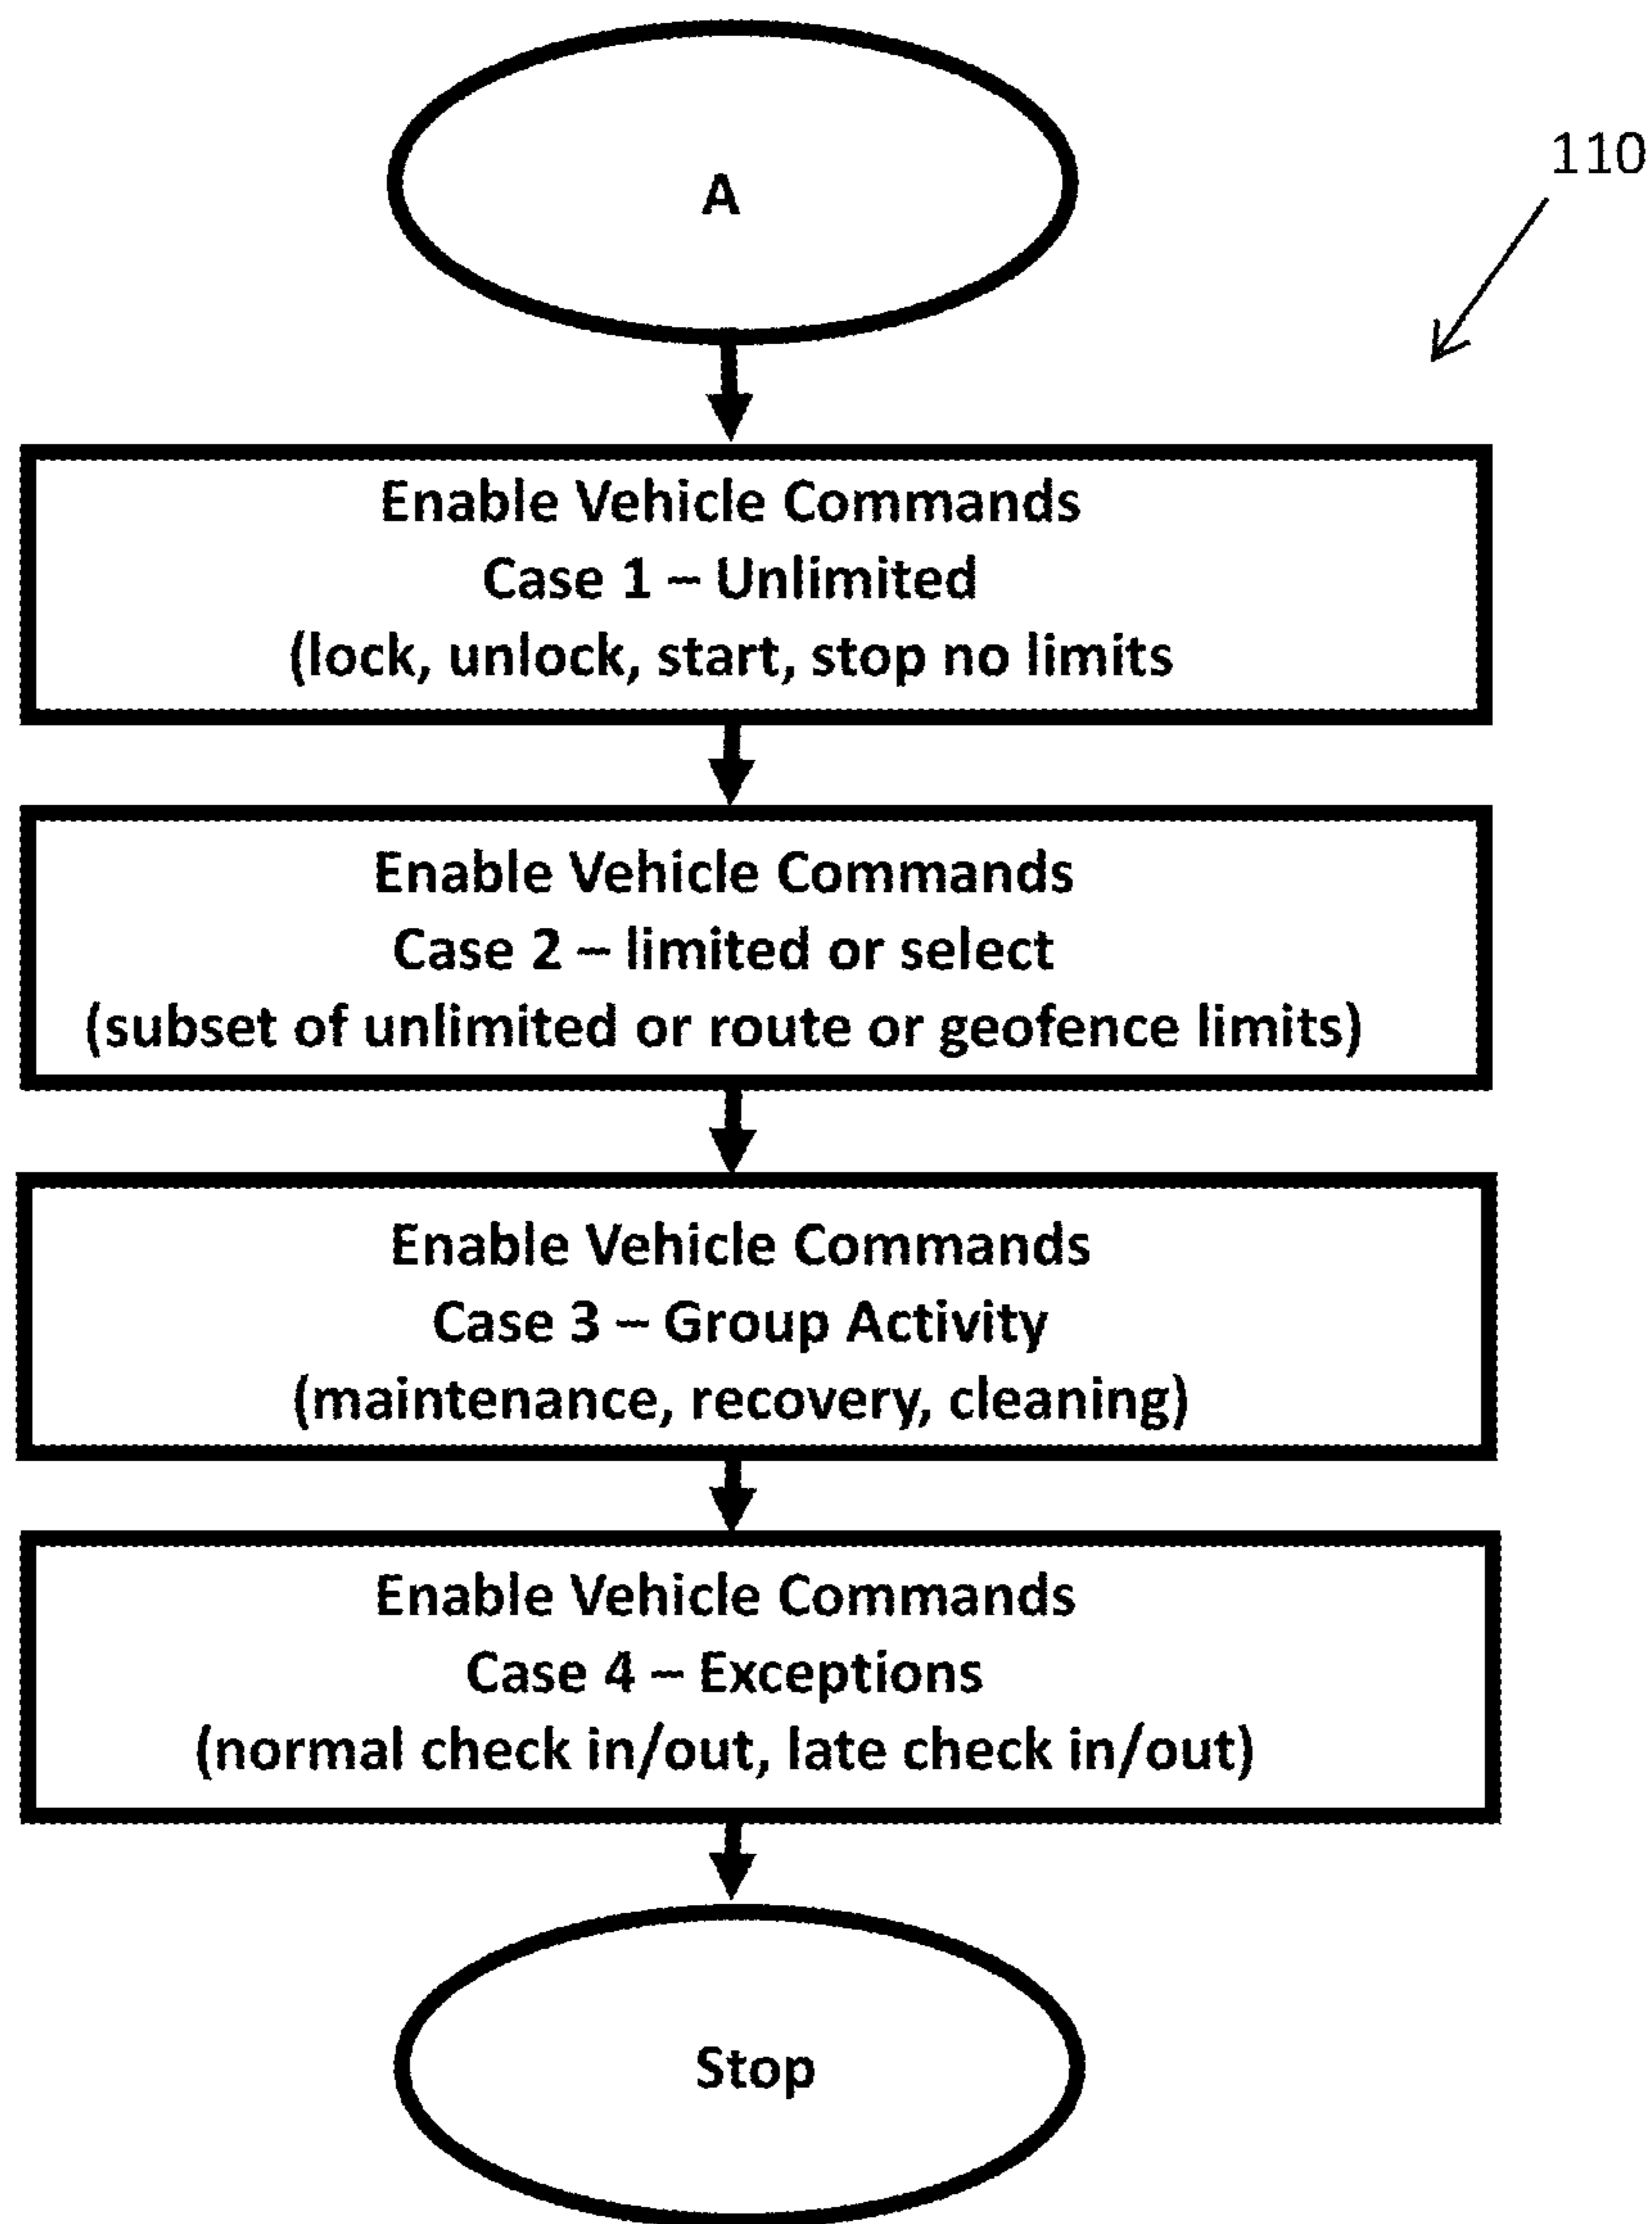 A
110
Enable Vehicle Commands
Case 1 – Unlimited
(lock, unlock, start, stop no limits
Enable Vehicle Commands
Case 2 – limited or select
(subset of unlimited or route or geofence limits)
Enable Vehicle Commands
Case 3 – Group Activity
(maintenance, recovery, cleaning)
Enable Vehicle Commands
Case 4 – Exceptions
(normal check in/out, late check in/out)
Stop